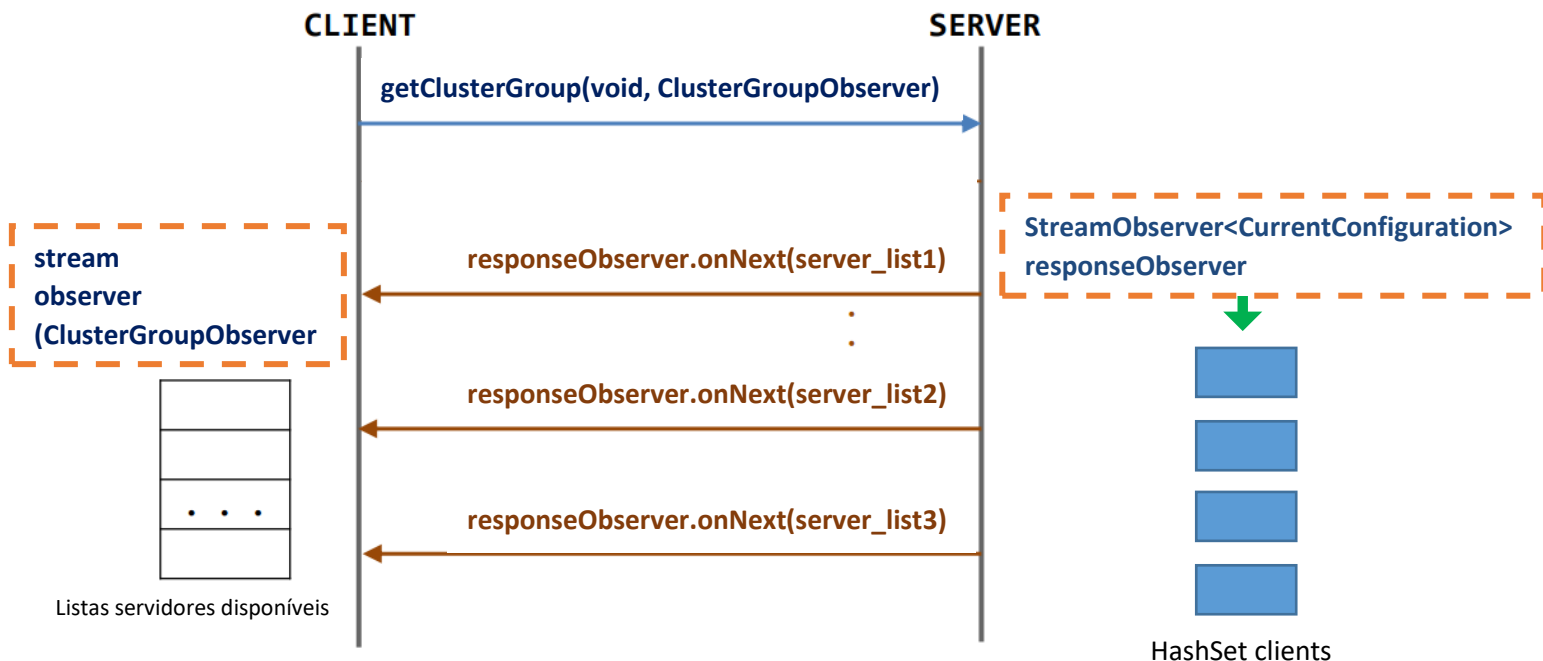 CLIENT
SERVER
getClusterGroup(void, ClusterGroupObserver)
StreamObserver<CurrentConfiguration>
responseObserver
stream
observer
(ClusterGroupObserver
responseObserver.onNext(server_list1)
.
.
responseObserver.onNext(server_list2)
. . .
responseObserver.onNext(server_list3)
Listas servidores disponíveis
HashSet clients